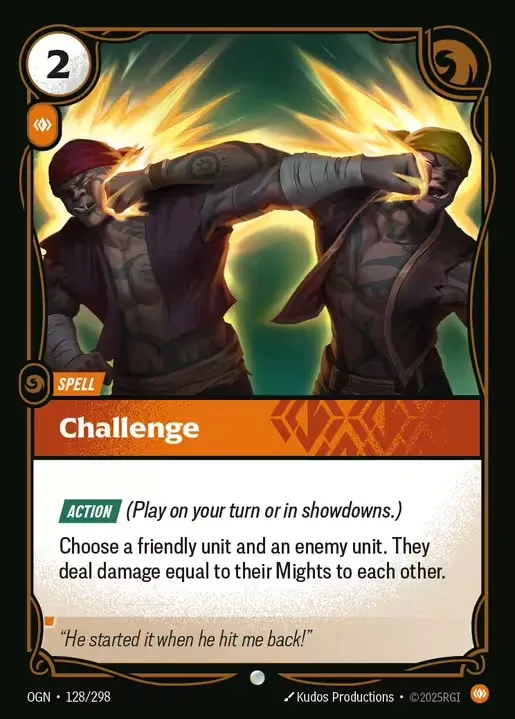 2
SPELL
Challenge
ACTION (Play on your turn or in showdowns.)
Choose a friendly unit and an enemy unit. They
deal damage equal to their Mights to each other.
“He started it when he hit me back!”
OGN • 128/298
Kudos Productions • ©2025RGI